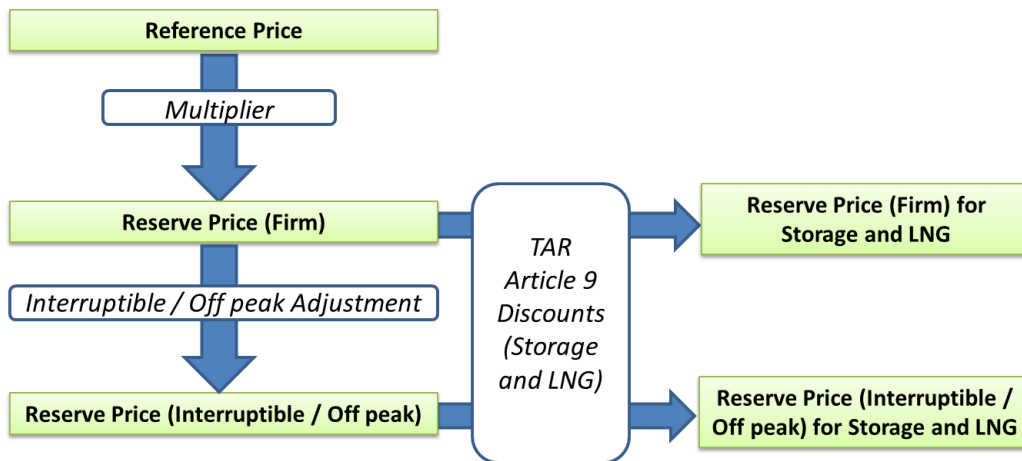 Reference Price
Multiplier
Reserve Price (Firm)
Interruptible / Off peak Adjustment
Reserve Price (Interruptible / Off peak)
TAR
Article 9
Discounts
(Storage
and LNG)
Reserve Price (Firm) for
Storage and LNG
Reserve Price (Interruptible /
Off peak) for Storage and LNG